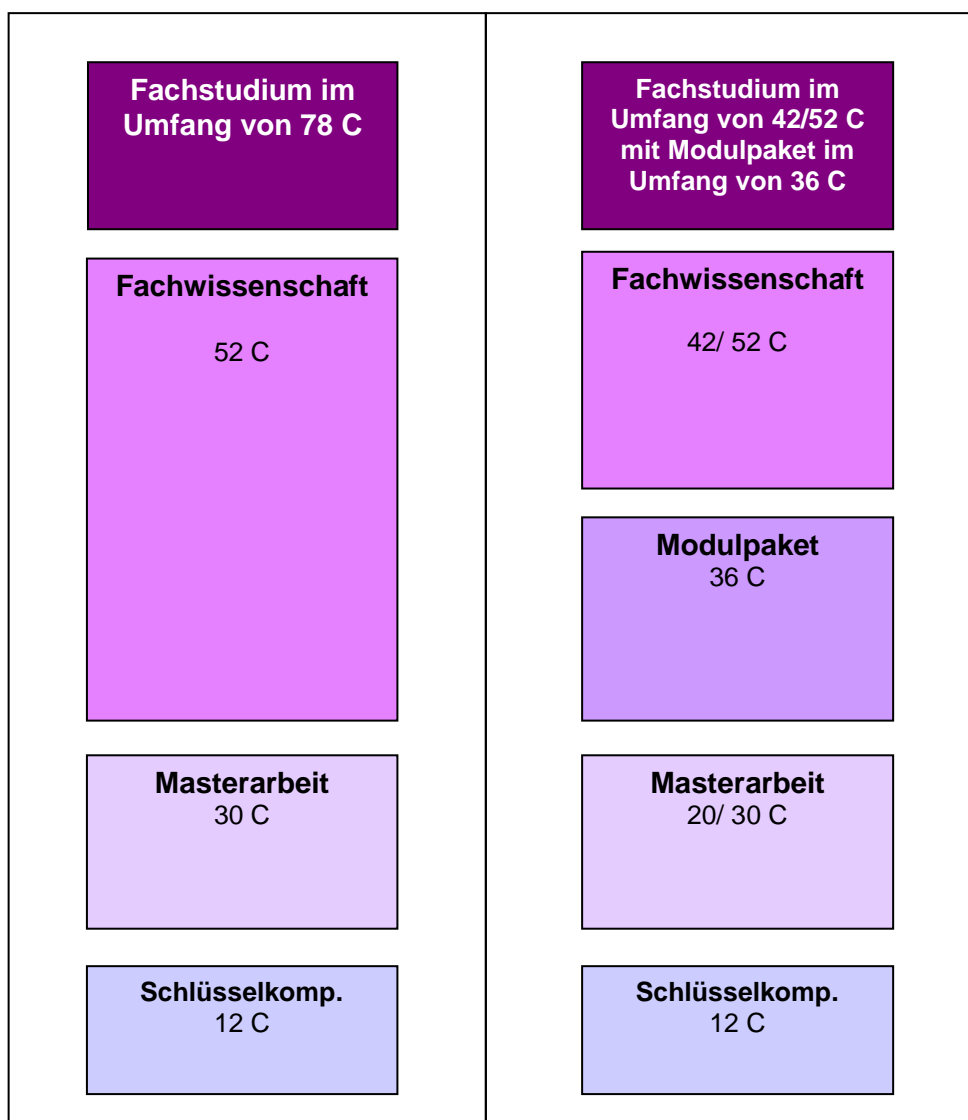 Fachstudium im
Umfang von 78 C
Fachwissenschaft
52 C
Masterarbeit
30 C
Schlüsselkomp.
12 C
Fachstudium im
Umfang von 42/52 C
mit Modulpaket im
Umfang von 36 C
Fachwissenschaft
42/ 52 C
Modulpaket
36 C
Masterarbeit
20/ 30 C
Schlüsselkomp.
12 C